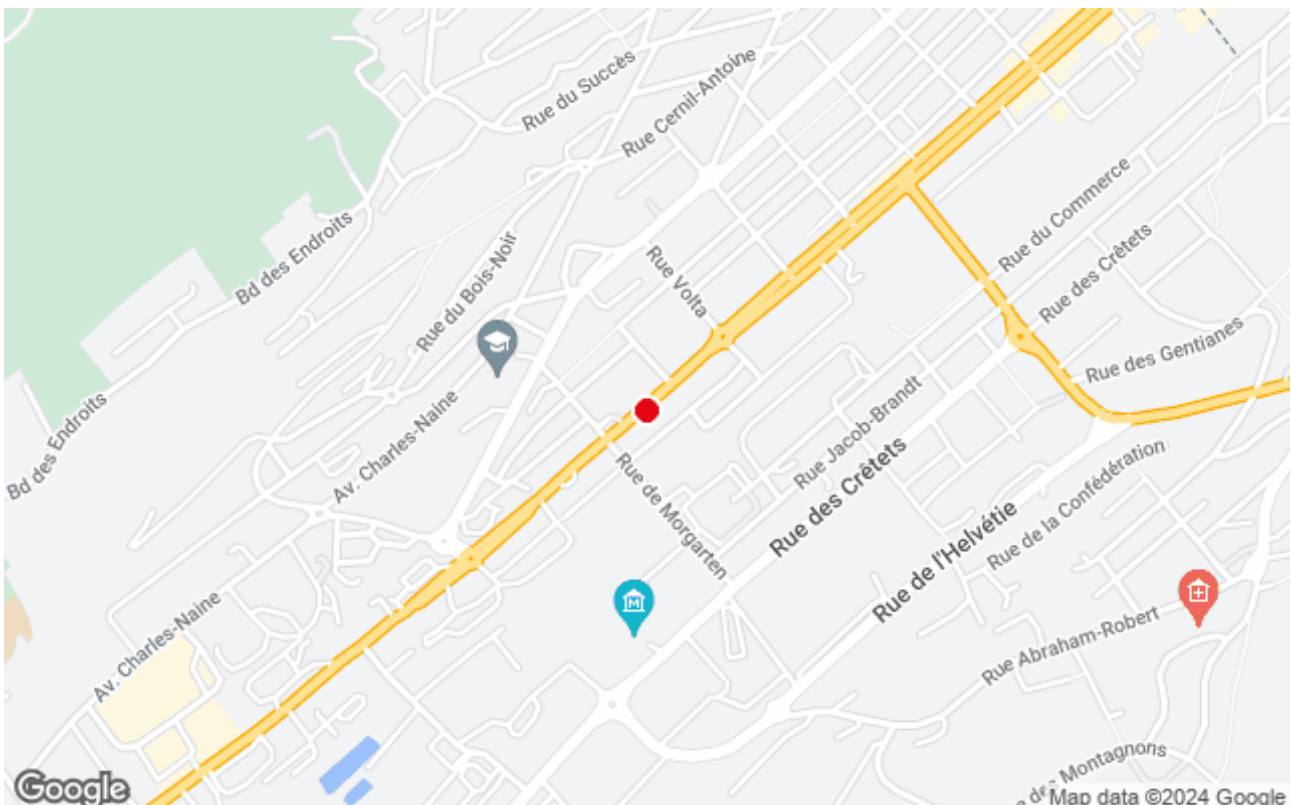 Rue du Succès
Rue Cernil-Antoine
Bd des Endroits
Rue du Bois-Noir
Rue Volta
Rue du Commerce
Rue des Crêtets
Rue des Gentianes
Bd des Endroits
Av. Charles-Naine
Rue Jacob-Brandt
Rue des Crêtets
Rue de Morgarten
Rue de la Confédération
Rue de l'Helvétie
M
Av. Charles-Naine
Rue Abraham-Robert
e des Montagnons
Google
Map data ©2024 Google